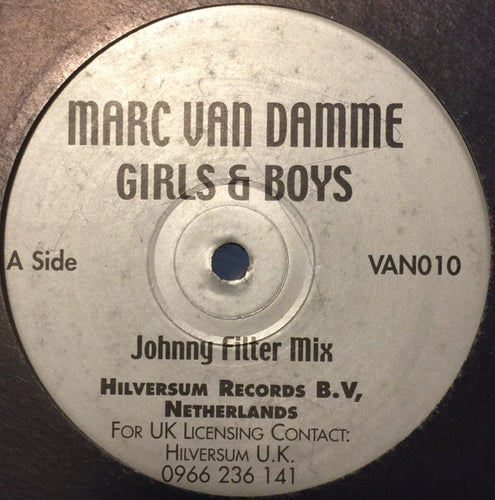 MARC VAN DAMME
GIRLS & BOYS
A Side
VAN010
Johnny Filter Mix
HILVERSUM RECORDS B.V,
NETHERLANDS
FOR UK LICENSING CONTACT:
HILVERSUM U.K.
0966 236 141